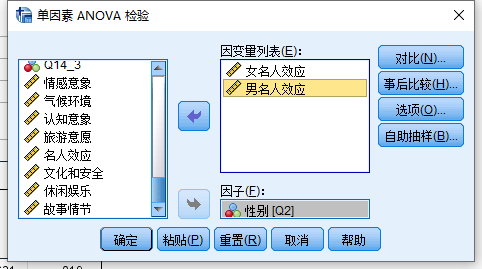 单因素 ANOVA 检验
Q14_3
情感意象
气候环境
认知意象
旅游意愿
名人效应
文化和安全
休闲娱乐
故事情节
因变量列表(E):
女名人效应
男名人效应
因子(F):
性别 [Q2]
对比(N)...
事后比较(H)...
选项(O)...
自助抽样(B)...
确定
粘贴(P)
重置(R)
取消
帮助